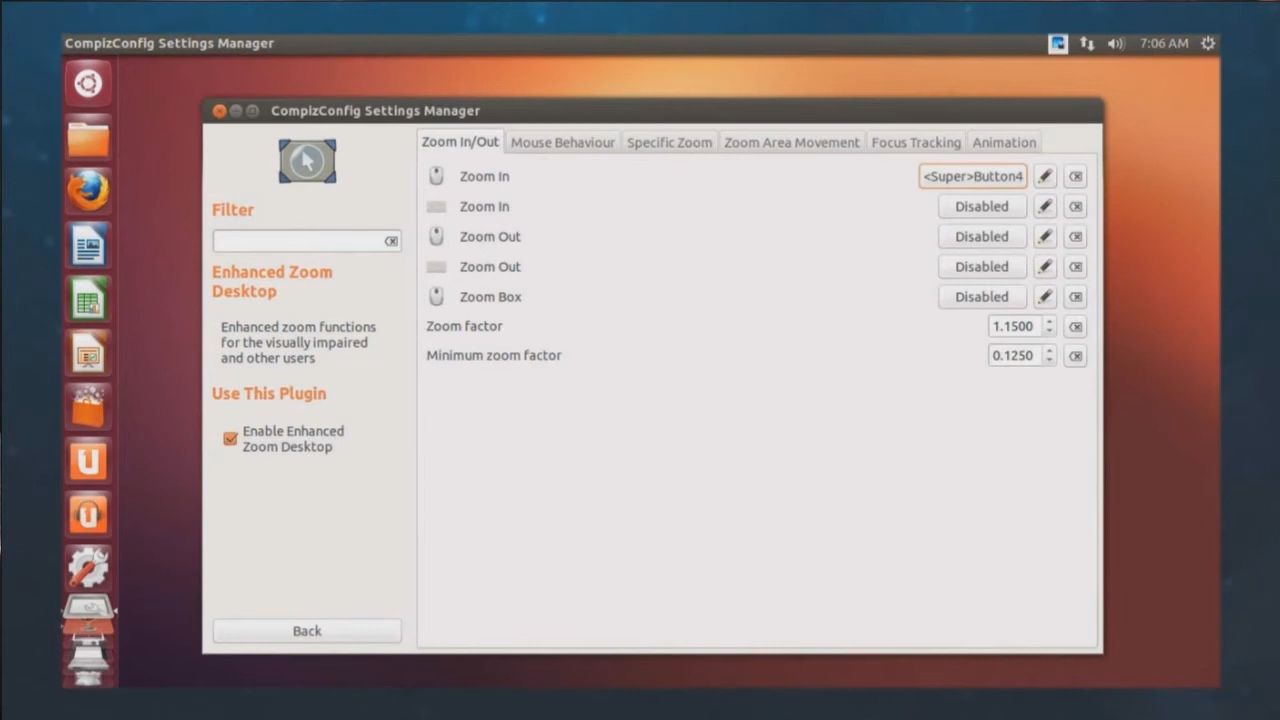 CompizConfig Settings Manager
7:06 AM
CompizConfig Settings Manager
Zoom In/Out Mouse Behaviour Specific Zoom Zoom Area Movement Focus Tracking Animation
Filter
Enhanced Zoom
Desktop
Enhanced zoom functions
for the visually impaired
and other users
Use This Plugin
Enable Enhanced
Zoom Desktop
Back
Zoom In <Super>Button4
Zoom In Disabled
Zoom Out Disabled
Zoom Out Disabled
Zoom Box Disabled
Zoom factor 1.1500
Minimum zoom factor 0.1250